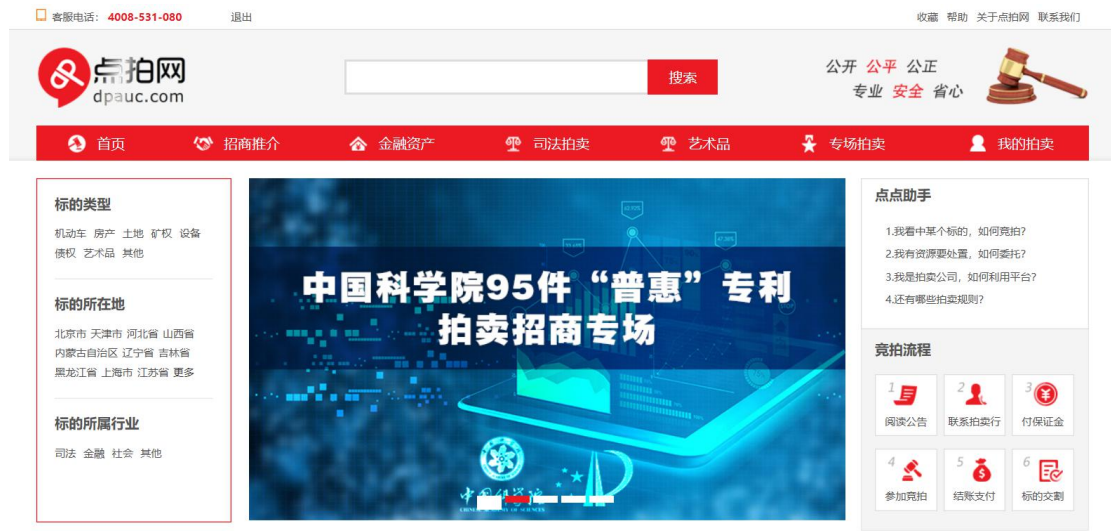 客服电话： 4008-531-080 退出 收藏 帮助 关于点拍网 联系我们
点拍网
dpauc.com
搜索
公开 公平 公正
专业 安全 省心
首页 招商推介 金融资产 司法拍卖 艺术品 专场拍卖 我的拍卖
标的类型
机动车 房产 土地 矿权 设备
债权 艺术品 其他
标的所在地
北京市 天津市 河北省 山西省
内蒙古自治区 辽宁省 吉林省
黑龙江省 上海市 江苏省 更多
标的所属行业
司法 金融 社会 其他
中国科学院95件“普惠”专利
拍卖招商专场
中国科学院
CHINESE ACADEMY OF SCIENCES
点点助手
1.我看中某个标的，如何竞拍?
2.我有资源要处置，如何委托?
3.我是拍卖公司，如何利用平台?
4.还有哪些拍卖规则?
竞拍流程
1 2 3
阅读公告 联系拍卖行 付保证金
4 5 6
参加竞拍 结账支付 标的交割